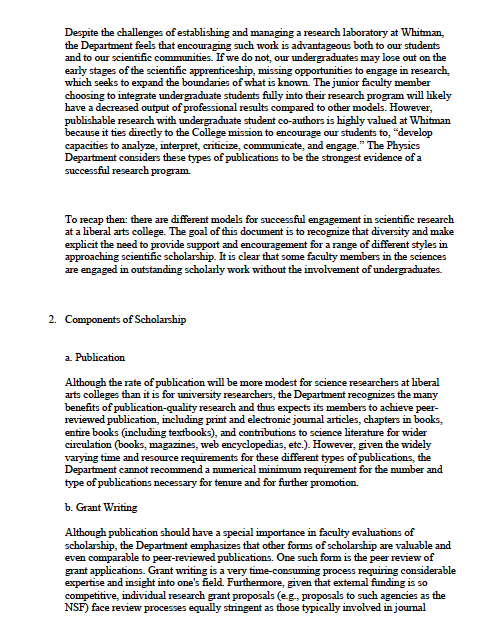 Despite the challenges of establishing and managing a research laboratory at Whitman,
the Department feels that encouraging such work is advantageous both to our students
and to our scientific communities. If we do not, our undergraduates may lose out on the
early stages of the scientific apprenticeship, missing opportunities to engage in research,
which seeks to expand the boundaries of what is known. The junior faculty member
choosing to integrate undergraduate students fully into their research program will likely
have a decreased output of professional results compared to other models. However,
publishable research with undergraduate student co-authors is highly valued at Whitman
because it ties directly to the College mission to encourage our students to, “develop
capacities to analyze, interpret, criticize, communicate, and engage.” The Physics
Department considers these types of publications to be the strongest evidence of a
successful research program.
To recap then: there are different models for successful engagement in scientific research
at a liberal arts college. The goal of this document is to recognize that diversity and make
explicit the need to provide support and encouragement for a range of different styles in
approaching scientific scholarship. It is clear that some faculty members in the sciences
are engaged in outstanding scholarly work without the involvement of undergraduates.
2. Components of Scholarship
a. Publication
Although the rate of publication will be more modest for science researchers at liberal
arts colleges than it is for university researchers, the Department recognizes the many
benefits of publication-quality research and thus expects its members to achieve peer-
reviewed publication, including print and electronic journal articles, chapters in books,
entire books (including textbooks), and contributions to science literature for wider
circulation (books, magazines, web encyclopedias, etc.). However, given the widely
varying time and resource requirements for these different types of publications, the
Department cannot recommend a numerical minimum requirement for the number and
type of publications necessary for tenure and for further promotion.
b. Grant Writing
Although publication should have a special importance in faculty evaluations of
scholarship, the Department emphasizes that other forms of scholarship are valuable and
even comparable to peer-reviewed publications. One such form is the peer review of
grant applications. Grant writing is a very time-consuming process requiring considerable
expertise and insight into one's field. Furthermore, given that external funding is so
competitive, individual research grant proposals (e.g., proposals to such agencies as the
NSF) face review processes equally stringent as those typically involved in journal